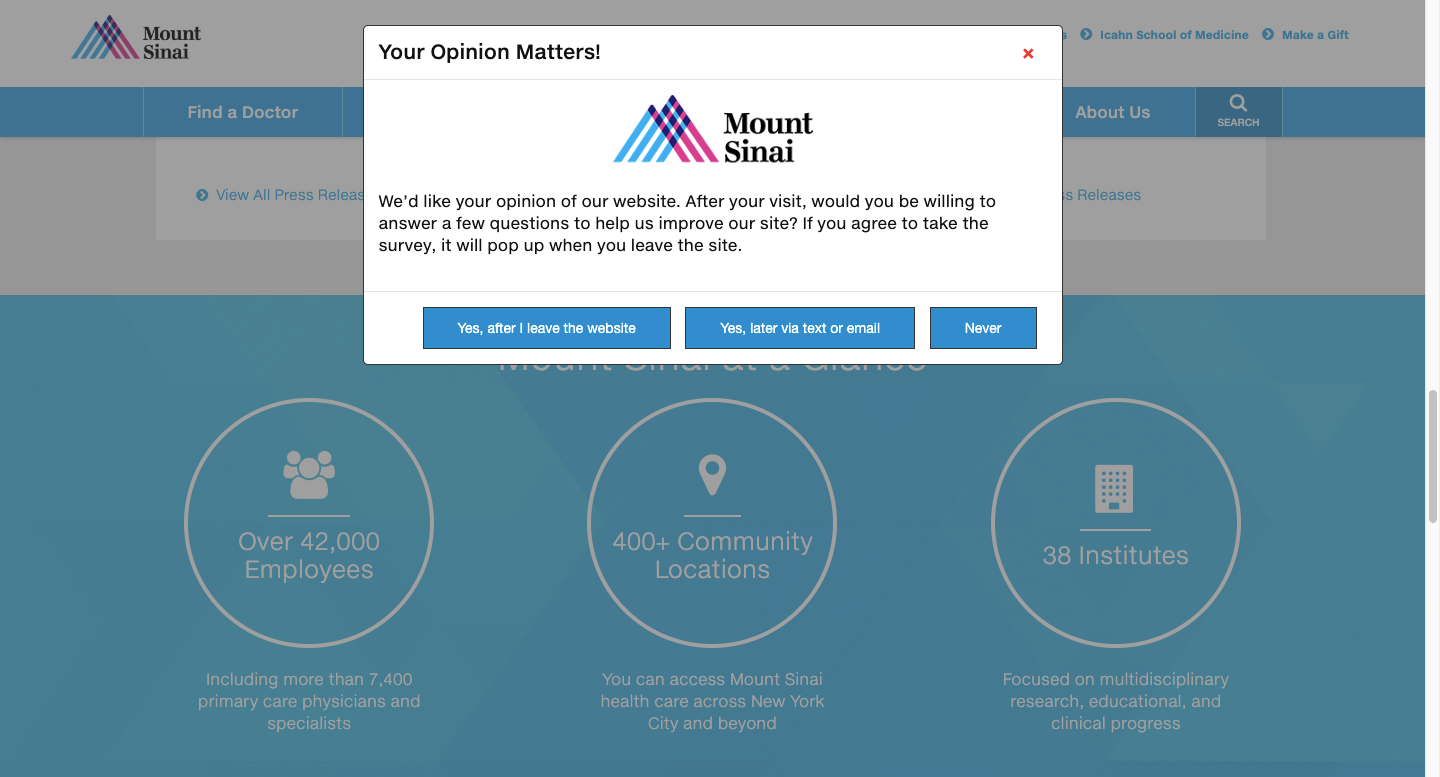 Mount
Sinai
Icahn School of Medicine
Make a Gift
Find a Doctor
About Us
SEARCH
Your Opinion Matters!
Mount
Sinai
We'd like your opinion of our website. After your visit, would you be willing to
answer a few questions to help us improve our site? If you agree to take the
survey, it will pop up when you leave the site.
Yes, after I leave the website
Yes, later via text or email
Never
View All Press
Releases
Mount Sinai at a Glance
Over 42,000
Employees
Including more than 7,400
primary care physicians and
specialists
400+ Community
Locations
You can access Mount Sinai
health care across New York
City and beyond
38 Institutes
Focused on multidisciplinary
research, educational, and
clinical progress